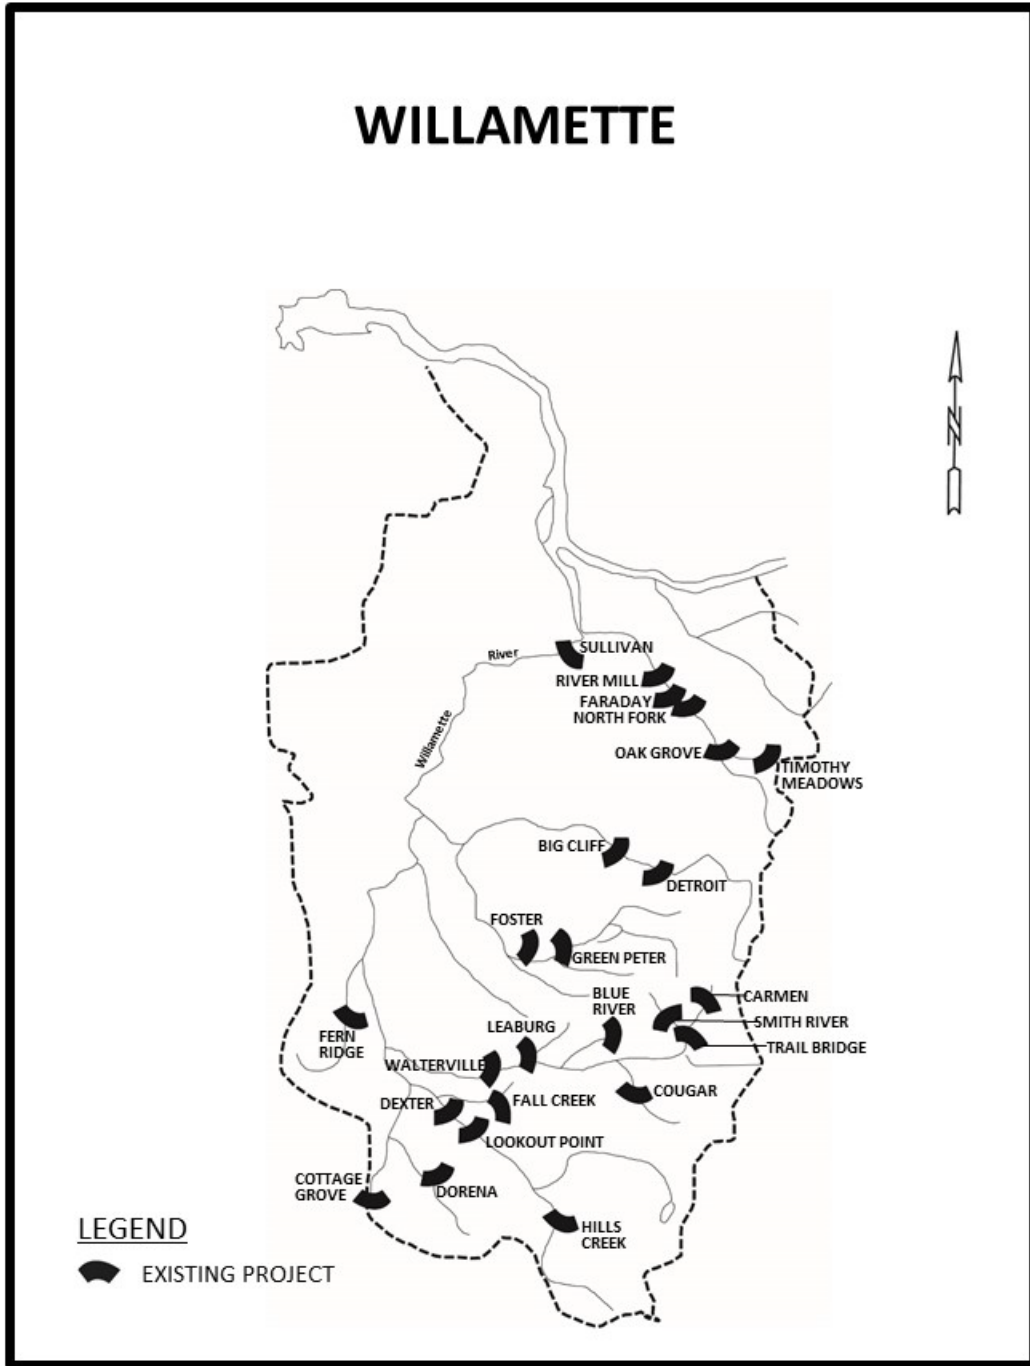 WILLAMETTE
N
SULLIVAN
River
RIVER MILL
FARADAY
NORTH FORK
Willamette
OAK GROVE
TIMOTHY
MEADOWS
BIG CLIFF
DETROIT
FOSTER
GREEN PETER
BLUE
RIVER
CARMEN
SMITH RIVER
TRAIL BRIDGE
FERN
RIDGE
LEABURG
WALTERVILLE
COUGAR
DEXTER
FALL CREEK
LOOKOUT POINT
COTTAGE
GROVE
DORENA
HILLS
CREEK
LEGEND
EXISTING PROJECT